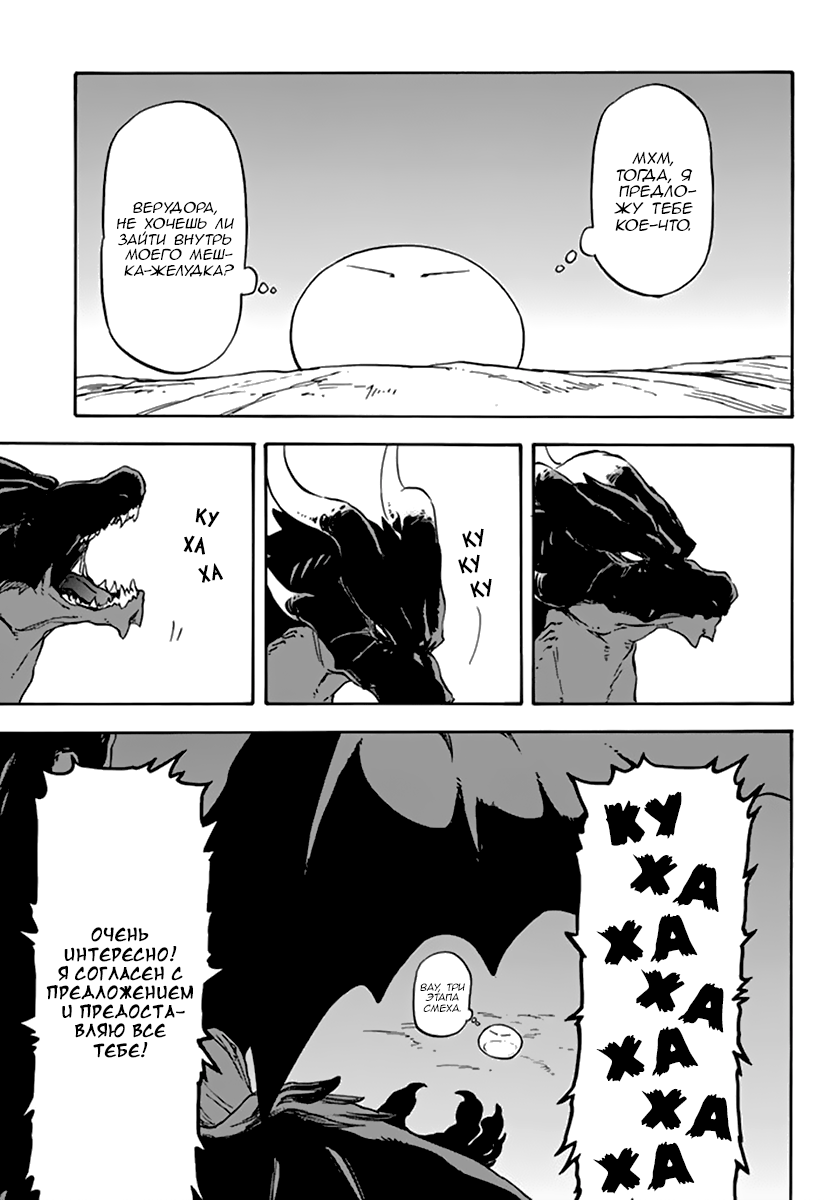 МХМ,
ТОГДА, Я
ПРЕДЛО-
ЖУ ТЕБЕ
КОЕ-ЧТО.
ВЕРУДОРА,
НЕ ХОЧЕШЬ ЛИ
ЗАЙТИ ВНУТРЬ
МОЕГО МЕШ-
КА-ЖЕЛУДКА?
КУ
КУ
КУ
КУ
ХА
ХА
КУ
ХА
ХА
ХА
ХА
ХА
ХА
ВАУ, ТРИ
ЭТАПА
СМЕХА.
ОЧЕНЬ
ИНТЕРЕСНО!
Я СОГЛАСЕН С
ПРЕДЛОЖЕНИЕМ
И ПРЕДОСТА-
ВЛЯЮ ВСЕ
ТЕБЕ!